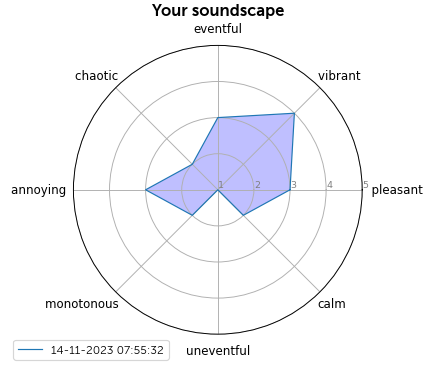 Your soundscape
eventful
chaotic
vibrant
annoying
1 2 3 4 5
pleasant
monotonous
calm
14-11-2023 07:55:32
uneventful